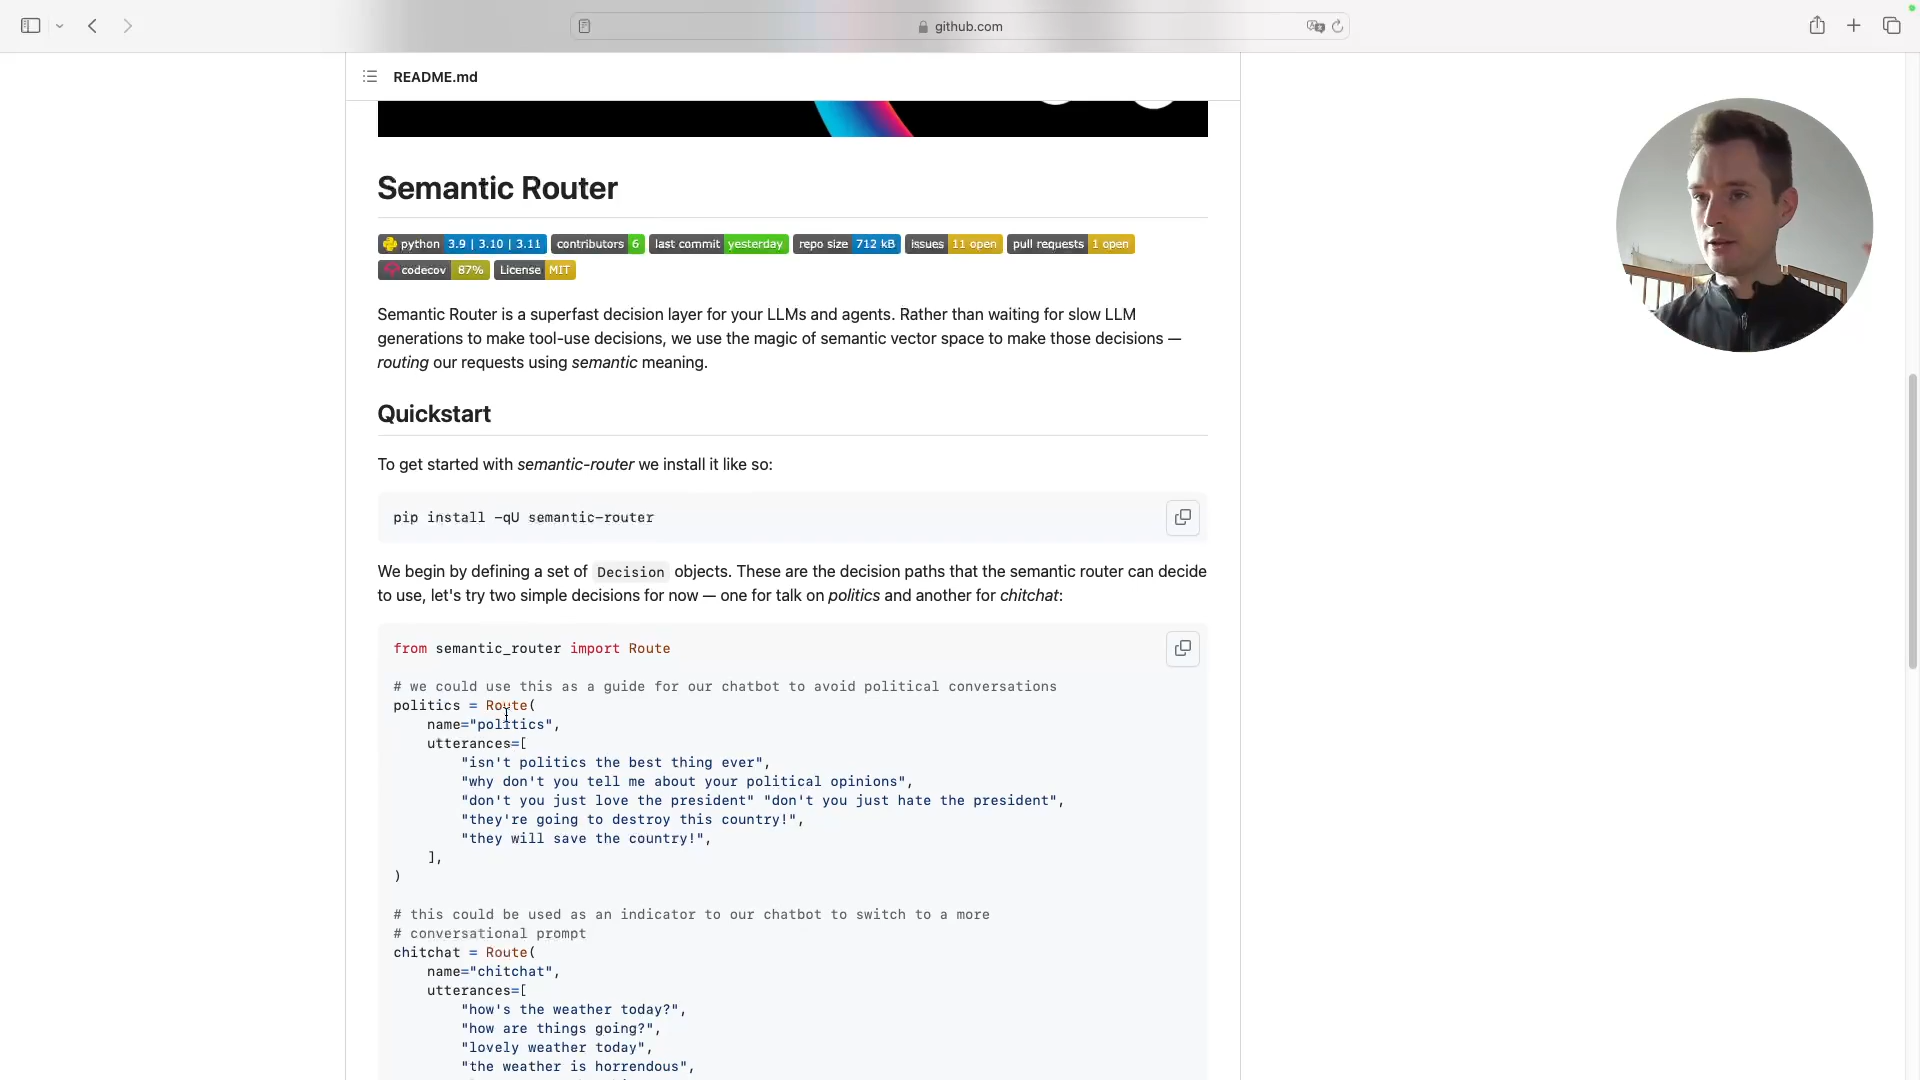 github.com
README.md
Semantic Router
python 3.9 | 3.10 | 3.11 contributors 6 last commit yesterday repo size 712 kB issues 11 open pull requests 1 open
codecov 87% License MIT
Semantic Router is a superfast decision layer for your LLMs and agents. Rather than waiting for slow LLM
generations to make tool-use decisions, we use the magic of semantic vector space to make those decisions —
routing our requests using semantic meaning.
Quickstart
To get started with semantic-router we install it like so:
pip install -qU semantic-router
We begin by defining a set of Decision objects. These are the decision paths that the semantic router can decide
to use, let's try two simple decisions for now — one for talk on politics and another for chitchat:
from semantic_router import Route
# we could use this as a guide for our chatbot to avoid political conversations
politics = Route(
    name="politics",
    utterances=[
        "isn't politics the best thing ever",
        "why don't you tell me about your political opinions",
        "don't you just love the president" "don't you just hate the president",
        "they're going to destroy this country!",
        "they will save the country!",
    ],
)
# this could be used as an indicator to our chatbot to switch to a more
# conversational prompt
chitchat = Route(
    name="chitchat",
    utterances=[
        "how's the weather today?",
        "how are things going?",
        "lovely weather today",
        "the weather is horrendous",